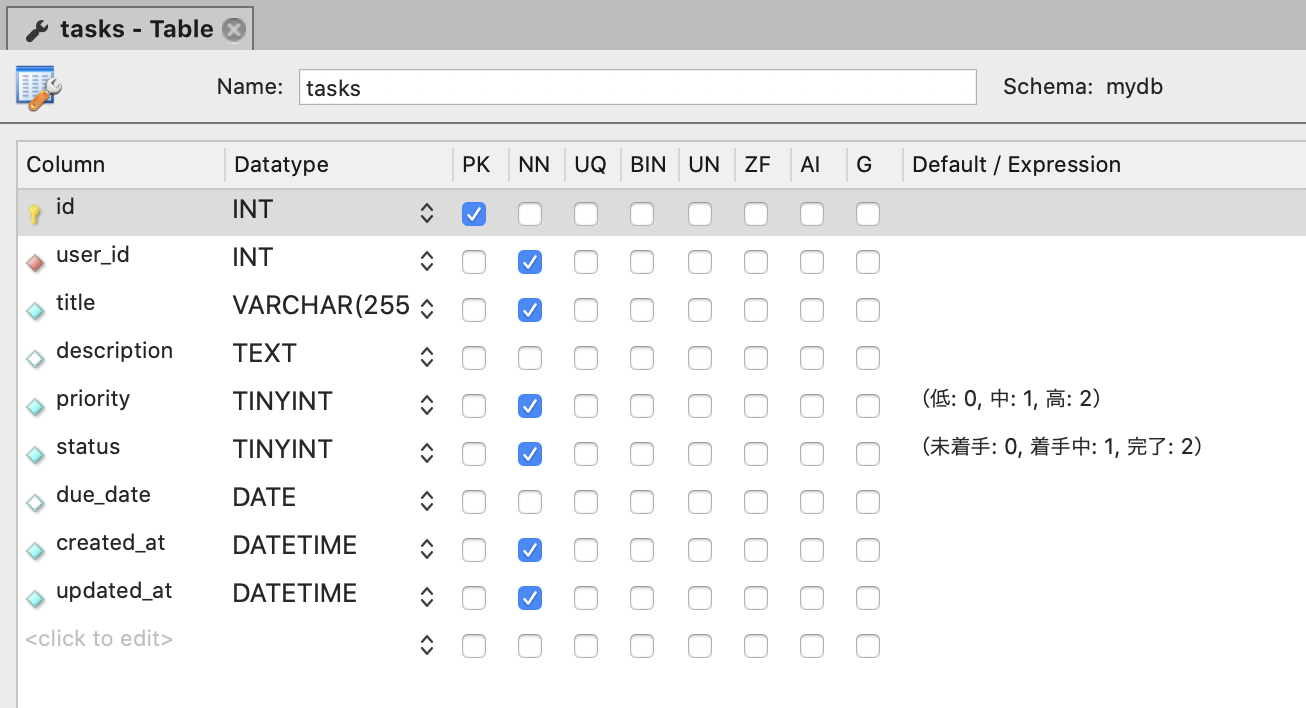 tasks - Table
Name: tasks Schema: mydb
Column Datatype PK NN UQ BIN UN ZF AI G Default / Expression
id INT
user_id INT
title VARCHAR(255
description TEXT
priority TINYINT （低: 0, 中: 1, 高: 2）
status TINYINT （未着手: 0, 着手中: 1, 完了: 2）
due_date DATE
created_at DATETIME
updated_at DATETIME
<click to edit>